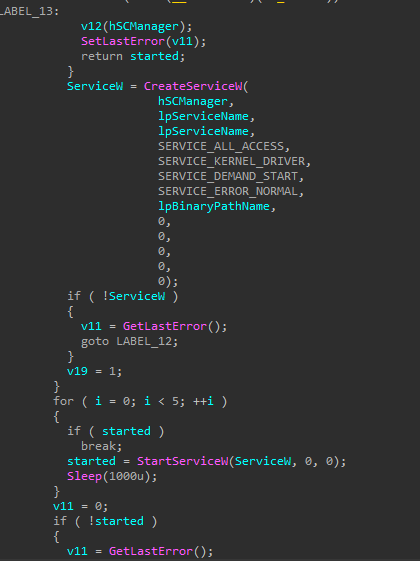 LABEL_13:
v12(hSCManager);
SetLastError(v11);
return started;
}
ServiceW = CreateServiceW(
hSCManager,
lpServiceName,
lpServiceName,
SERVICE_ALL_ACCESS,
SERVICE_KERNEL_DRIVER,
SERVICE_DEMAND_START,
SERVICE_ERROR_NORMAL,
lpBinaryPathName,
0,
0,
0,
0,
0);
if ( !ServiceW )
{
v11 = GetLastError();
goto LABEL_12;
}
v19 = 1;
}
for ( i = 0; i < 5; ++i )
{
if ( started )
break;
started = StartServiceW(ServiceW, 0, 0);
Sleep(1000u);
}
v11 = 0;
if ( !started )
{
v11 = GetLastError();